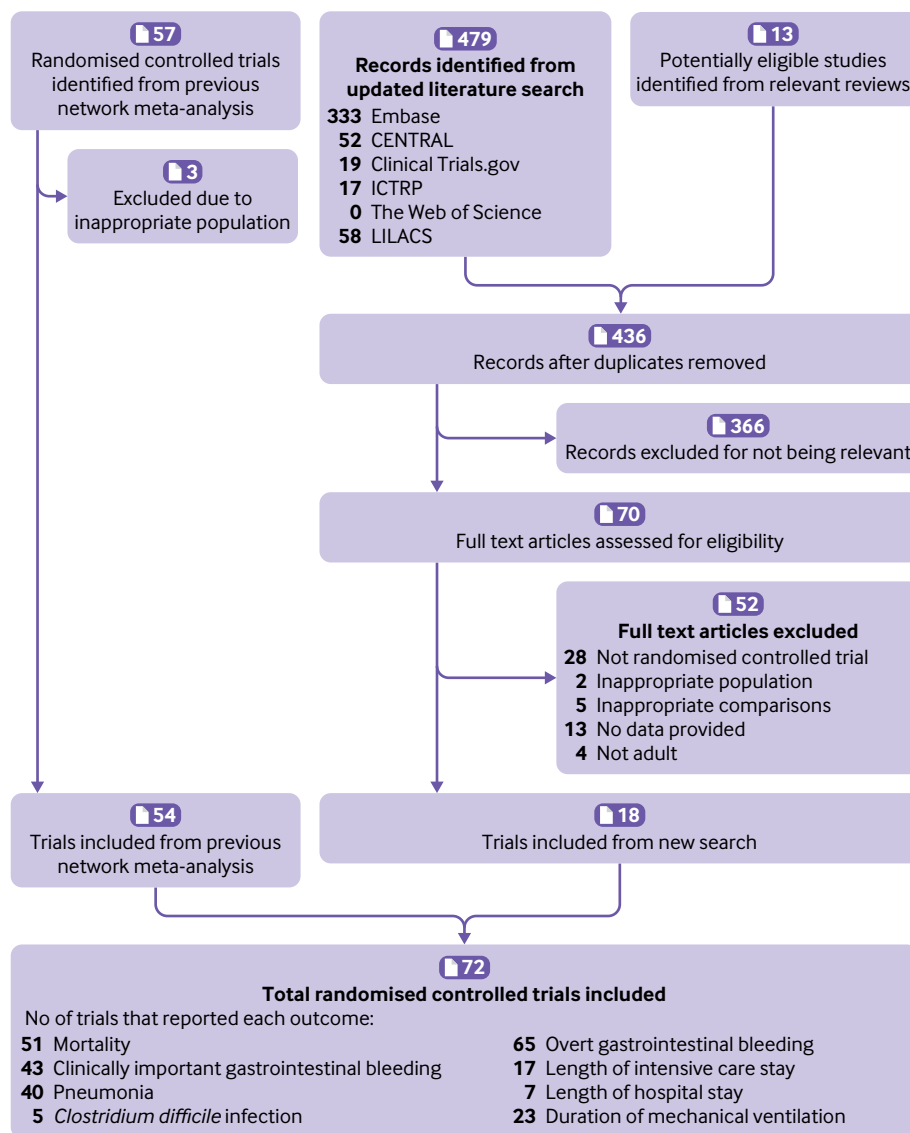 57
Randomised controlled trials
identified from previous
network meta-analysis
3
Excluded due to
inappropriate population
479
Records identified from
updated literature search
333 Embase
52 CENTRAL
19 Clinical Trials.gov
17 ICTRP
0 The Web of Science
58 LILACS
13
Potentially eligible studies
identified from relevant reviews
436
Records after duplicates removed
366
Records excluded for not being relevant
70
Full text articles assessed for eligibility
52
Full text articles excluded
28 Not randomised controlled trial
2 Inappropriate population
5 Inappropriate comparisons
13 No data provided
4 Not adult
54
Trials included from previous
network meta-analysis
18
Trials included from new search
72
Total randomised controlled trials included
No of trials that reported each outcome:
51 Mortality
43 Clinically important gastrointestinal bleeding
40 Pneumonia
5 Clostridium difficile infection
65 Overt gastrointestinal bleeding
17 Length of intensive care stay
7 Length of hospital stay
23 Duration of mechanical ventilation